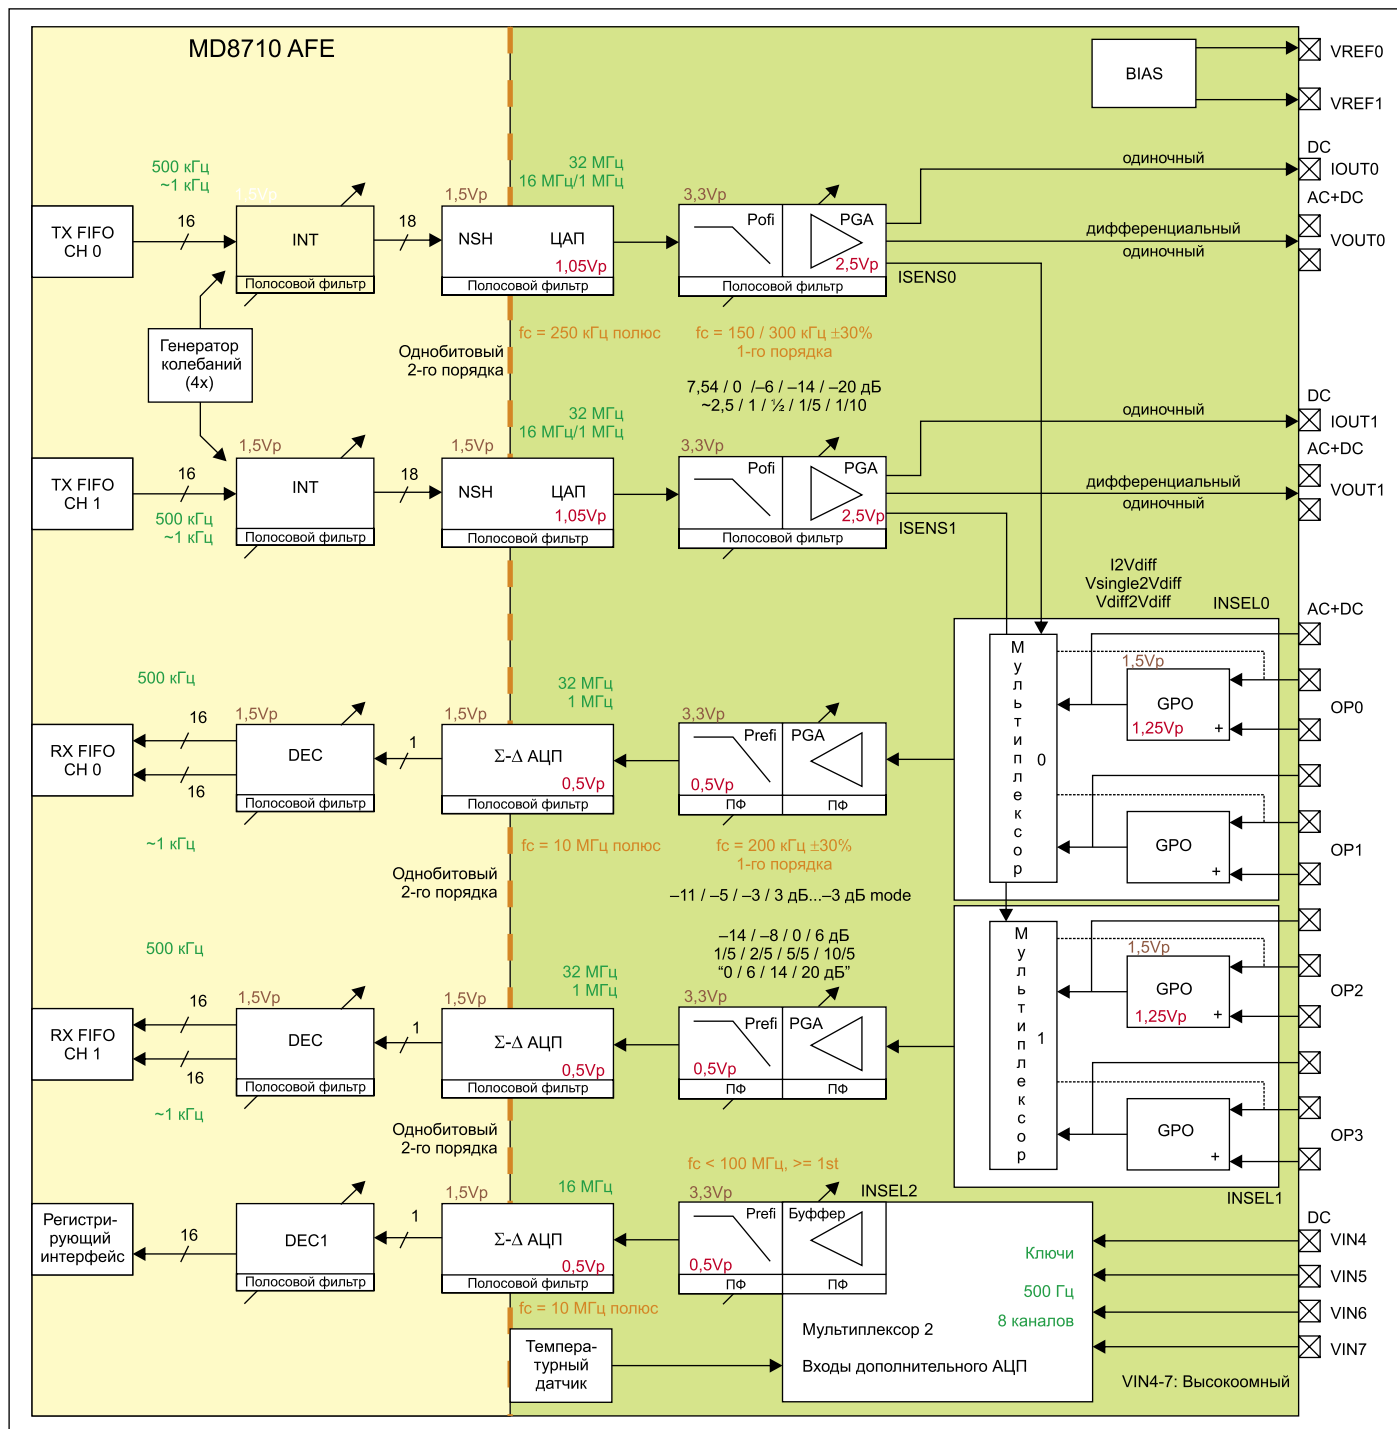 MD8710 AFE
BIAS
VREF0
VREF1
500 кГц
~1 кГц
1,5Vp
1,5Vp
32 МГц
16 МГц/1 МГц
3,3Vp
одиночный
DC
IOUT0
AC+DC
TX FIFO
CH 0
16
INT
18
NSH
ЦАП
1,05Vp
Pofi
PGA
2,5Vp
дифференциальный
одиночный
VOUT0
Полосовой фильтр
Полосовой фильтр
Полосовой фильтр
ISENS0
Генератор
колебаний
(4x)
Однобитовый
2-го порядка
fc = 250 кГц полюс
fc = 150 / 300 кГц ±30%
1-го порядка
7,54 / 0 /–6 / –14 / –20 дБ
~2,5 / 1 / ½ / 1/5 / 1/10
1,5Vp
1,5Vp
32 МГц
16 МГц/1 МГц
3,3Vp
одиночный
DC
IOUT1
AC+DC
TX FIFO
CH 1
16
500 кГц
~1 кГц
INT
18
NSH
ЦАП
1,05Vp
Pofi
PGA
2,5Vp
дифференциальный
одиночный
VOUT1
Полосовой фильтр
Полосовой фильтр
Полосовой фильтр
ISENS1
I2Vdiff
Vsingle2Vdiff
Vdiff2Vdiff
INSEL0
AC+DC
500 кГц
1,5Vp
1,5Vp
32 МГц
1 МГц
3,3Vp
RX FIFO
CH 0
16
16
DEC
1
Σ-Δ АЦП
0,5Vp
Prefi
PGA
0,5Vp
Полосовой фильтр
Полосовой фильтр
ПФ
ПФ
~1 кГц
Мультиплексор
0
1,5Vp
GPO
1,25Vp
+
OP0
GPO
+
OP1
fc = 10 МГц полюс
fc = 200 кГц ±30%
1-го порядка
Однобитовый
2-го порядка
–11 / –5 / –3 / 3 дБ...–3 дБ mode
–14 / –8 / 0 / 6 дБ
1/5 / 2/5 / 5/5 / 10/5
“0 / 6 / 14 / 20 дБ”
500 кГц
1,5Vp
1,5Vp
32 МГц
1 МГц
3,3Vp
RX FIFO
CH 1
16
16
DEC
1
Σ-Δ АЦП
0,5Vp
Prefi
PGA
0,5Vp
Полосовой фильтр
Полосовой фильтр
ПФ
ПФ
~1 кГц
Мультиплексор
1
1,5Vp
GPO
1,25Vp
+
OP2
GPO
+
OP3
INSEL1
Однобитовый
2-го порядка
fc < 100 МГц, >= 1st
1,5Vp
16 МГц
3,3Vp
INSEL2
Регистри-
рующий
интерфейс
16
DEC1
1
Σ-Δ АЦП
0,5Vp
Prefi
Буффер
0,5Vp
Полосовой фильтр
Полосовой фильтр
ПФ
ПФ
fc = 10 МГц полюс
Ключи
500 Гц
8 каналов
Мультиплексор 2
Входы дополнительного АЦП
Темпера-
турный
датчик
DC
VIN4
VIN5
VIN6
VIN7
VIN4-7: Высокоомный